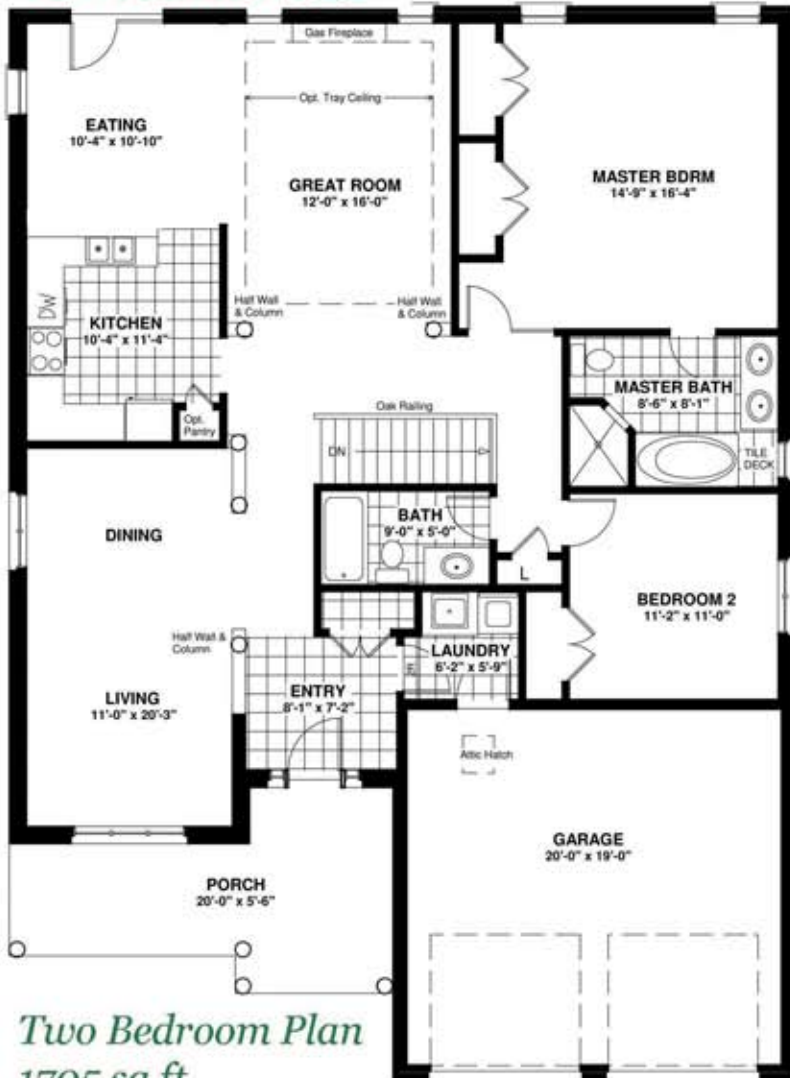 Gas Fireplace
Opt. Tray Ceiling
EATING
10'-4" x 10'-10"
GREAT ROOM
12'-0" x 16'-0"
MASTER BDRM
14'-9" x 16'-4"
DW
KITCHEN
10'-4" x 11'-4"
Half Wall
& Column
Half Wall
& Column
Opt.
Pantry
Oak Railing
DN
MASTER BATH
8'-6" x 8'-1"
TILE
DECK
BATH
9'-0" x 5'-0"
L
DINING
BEDROOM 2
11'-2" x 11'-0"
Half Wall &
Column
LAUNDRY
6'-2" x 5'-9"
ENTRY
8'-1" x 7'-2"
LIVING
11'-0" x 20'-3"
Attic Hatch
GARAGE
20'-0" x 19'-0"
PORCH
20'-0" x 5'-6"
Two Bedroom Plan
sq ft